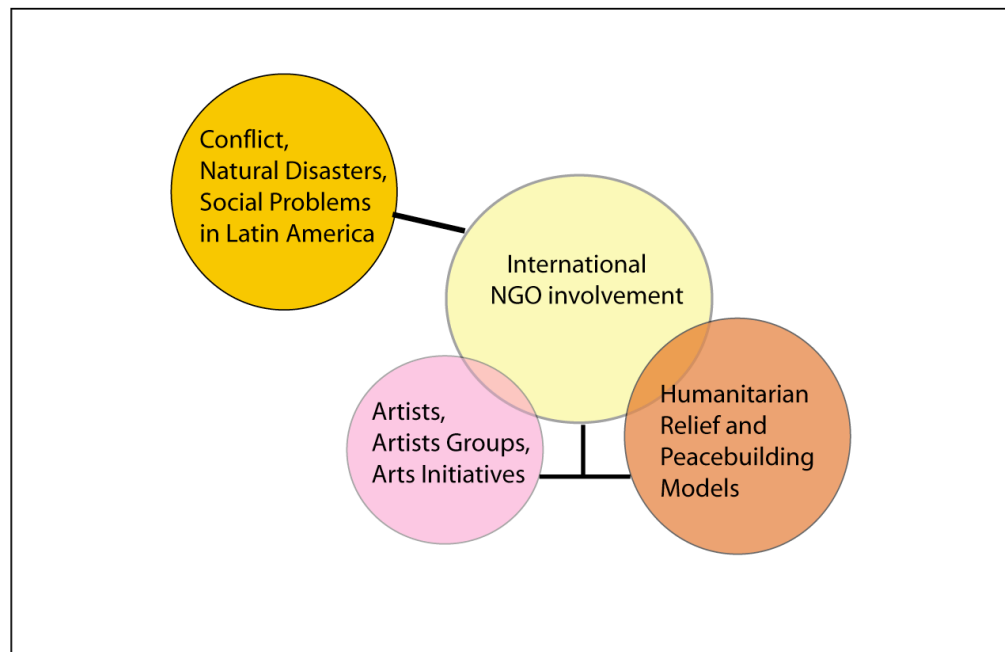 Conflict,
Natural Disasters,
Social Problems
in Latin America
International
NGO involvement
Artists,
Artists Groups,
Arts Initiatives
Humanitarian
Relief and
Peacebuilding
Models